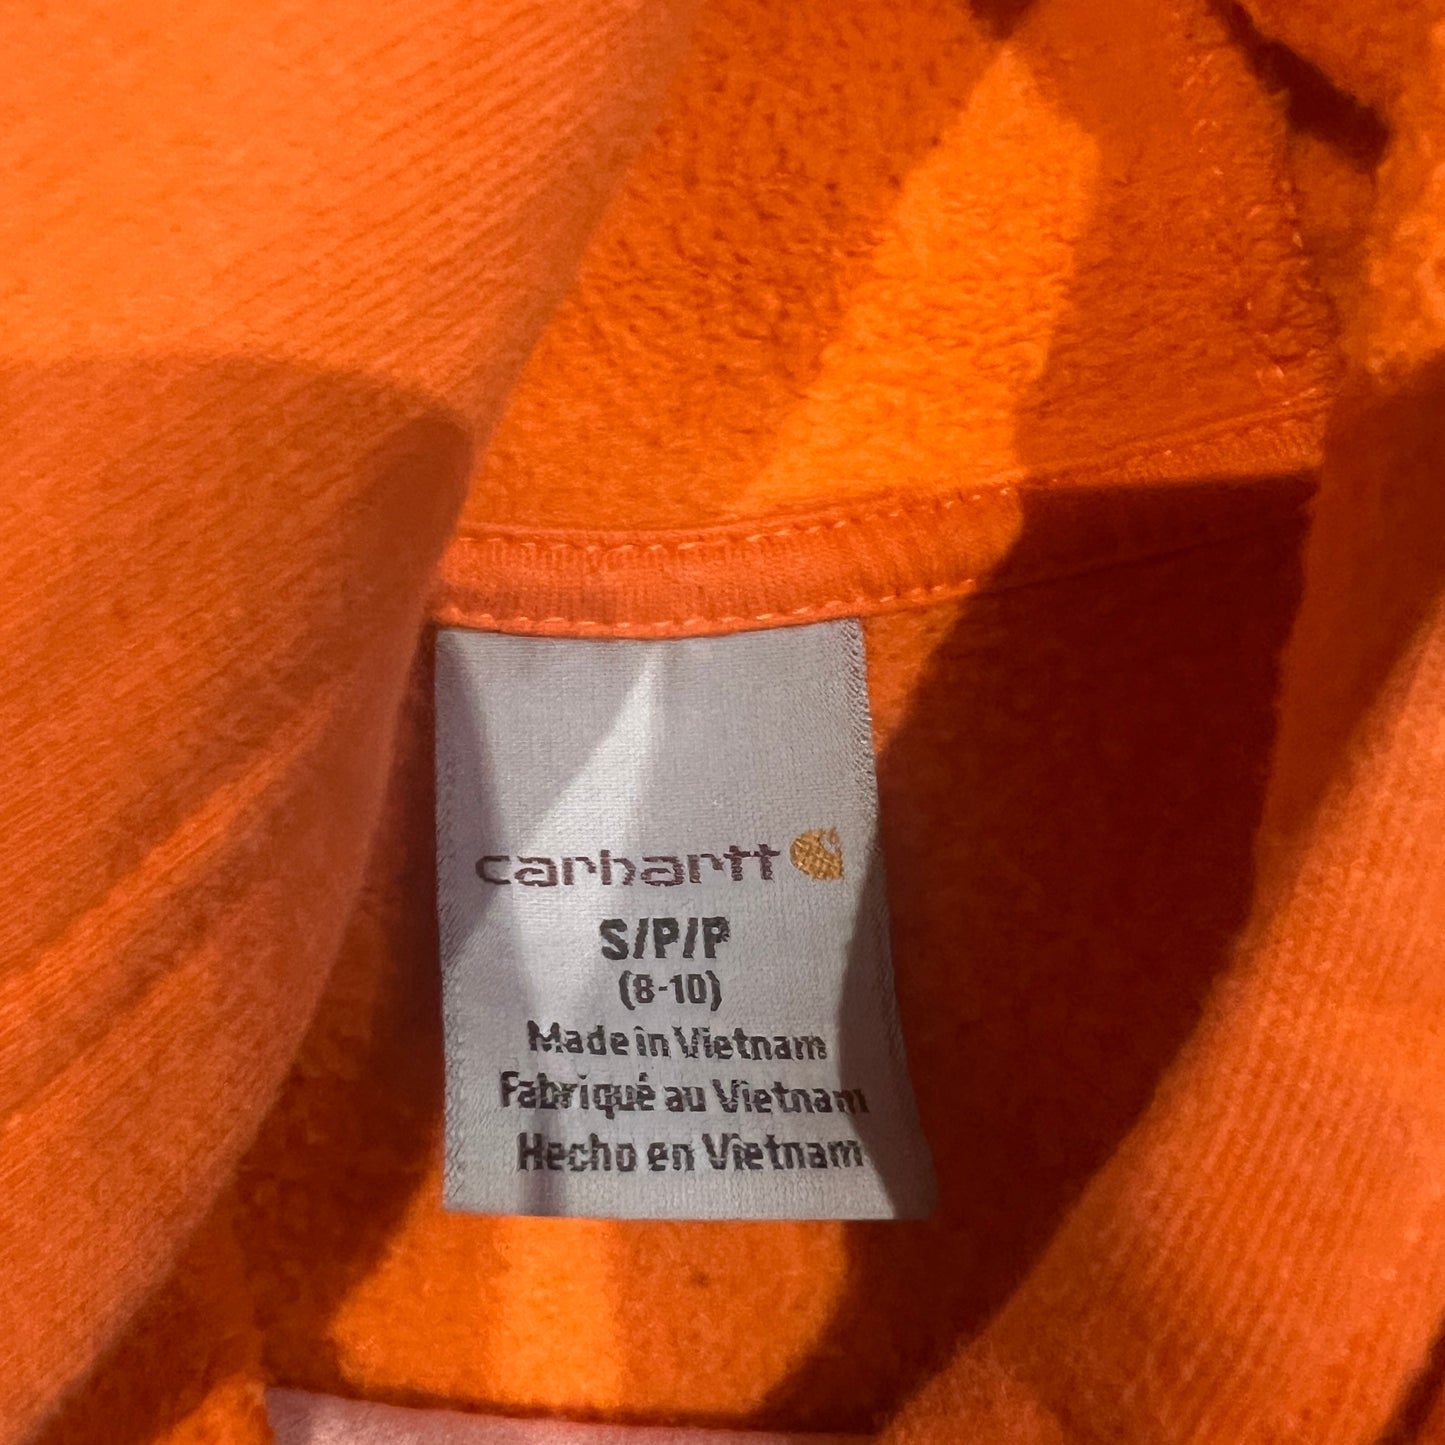 carhartt
S/P/P
(8-10)
Made in Vietnam
Fabriqué au Vietnam
Hecho en Vietnam